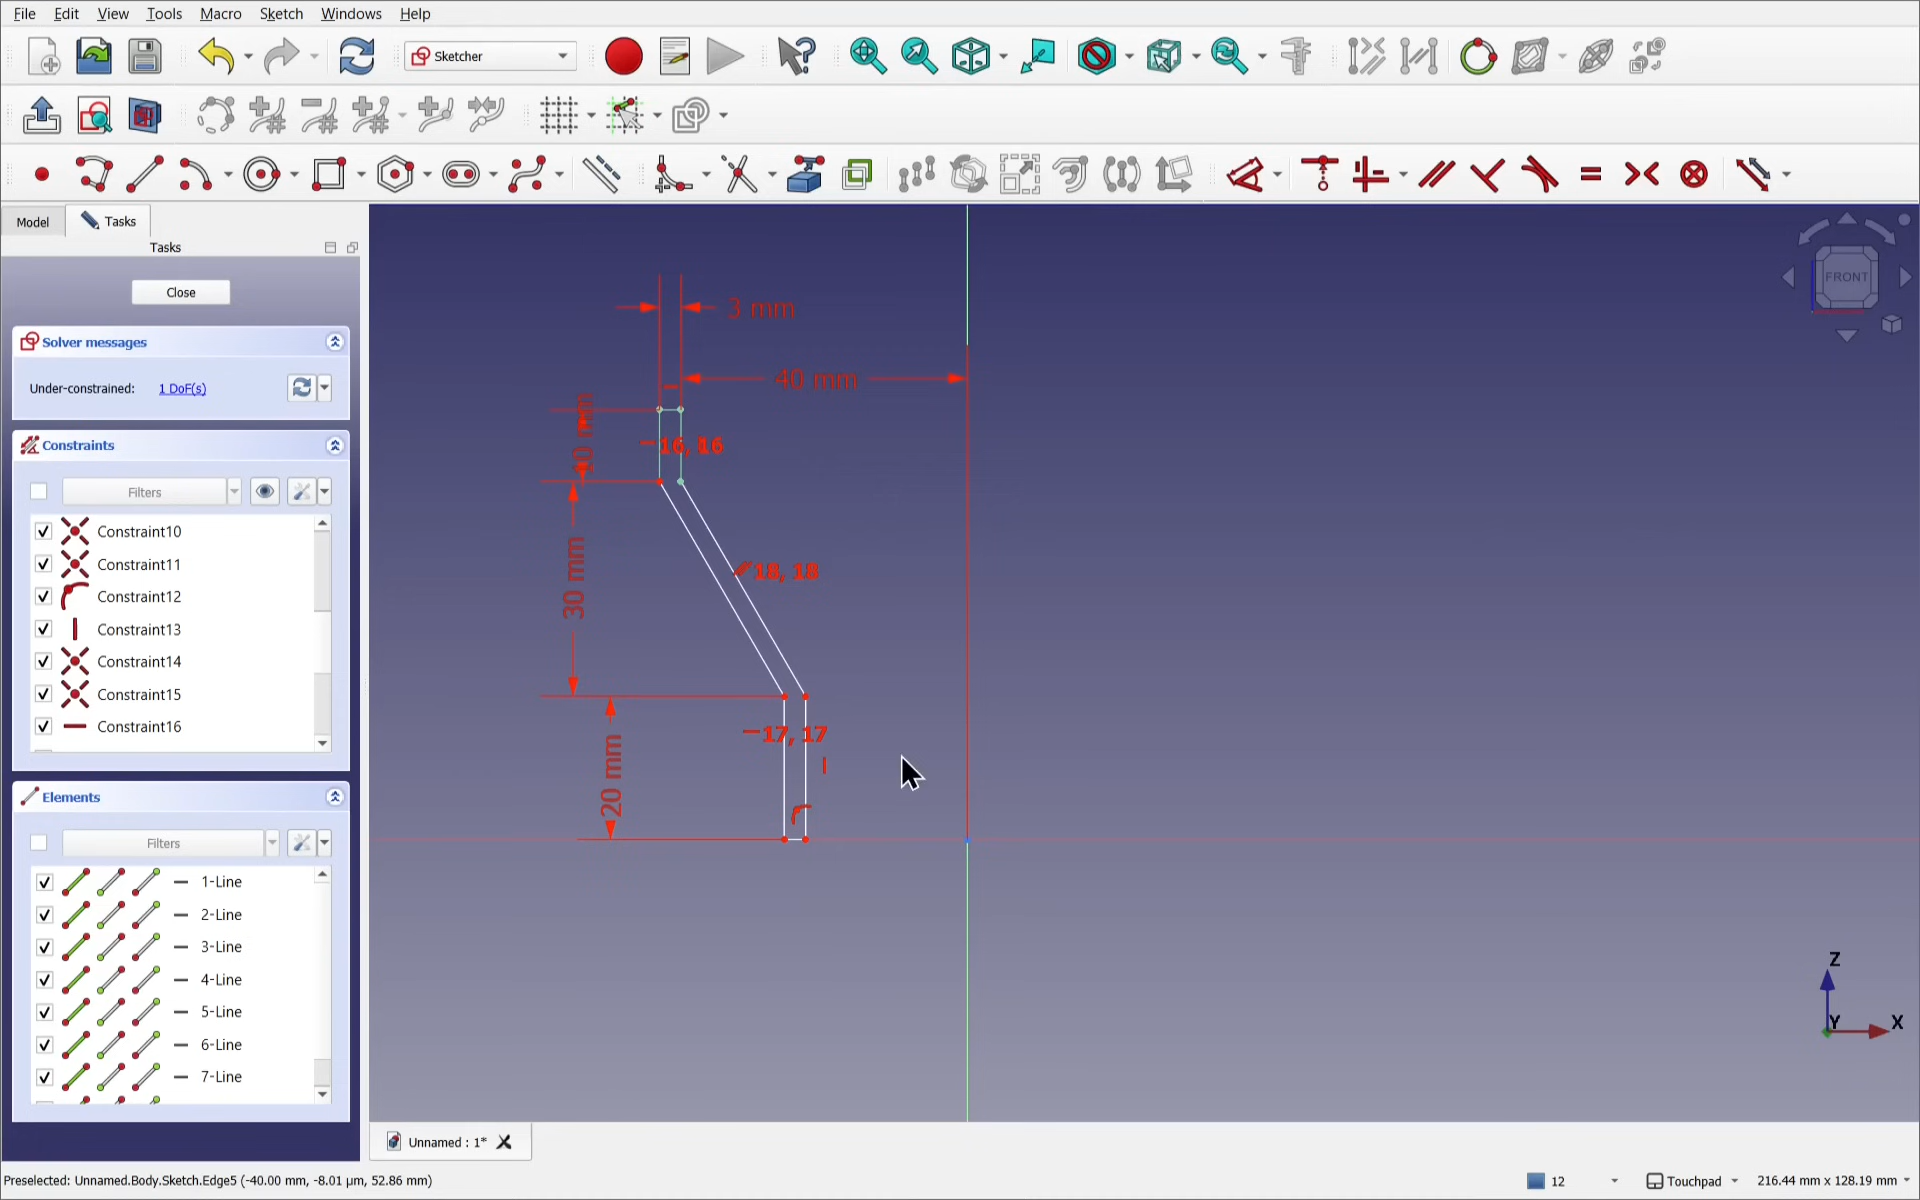 File Edit View Tools Macro Sketch Windows Help
Sketcher
Model Tasks
Tasks
Close
Solver messages
Under-constrained: 1 DoF(s)
Constraints
Filters
Constraint10
Constraint11
Constraint12
Constraint13
Constraint14
Constraint15
Constraint16
Elements
Filters
1-Line
2-Line
3-Line
4-Line
5-Line
6-Line
7-Line
3 mm
40 mm
10 mm
16, 16
30 mm
18, 18
17, 17
20 mm
FRONT
Z
Y X
Unnamed : 1*
Preselected: Unnamed.Body.Sketch.Edge5 (-40.00 mm, -8.01 µm, 52.86 mm)
12 Touchpad 216.44 mm x 128.19 mm